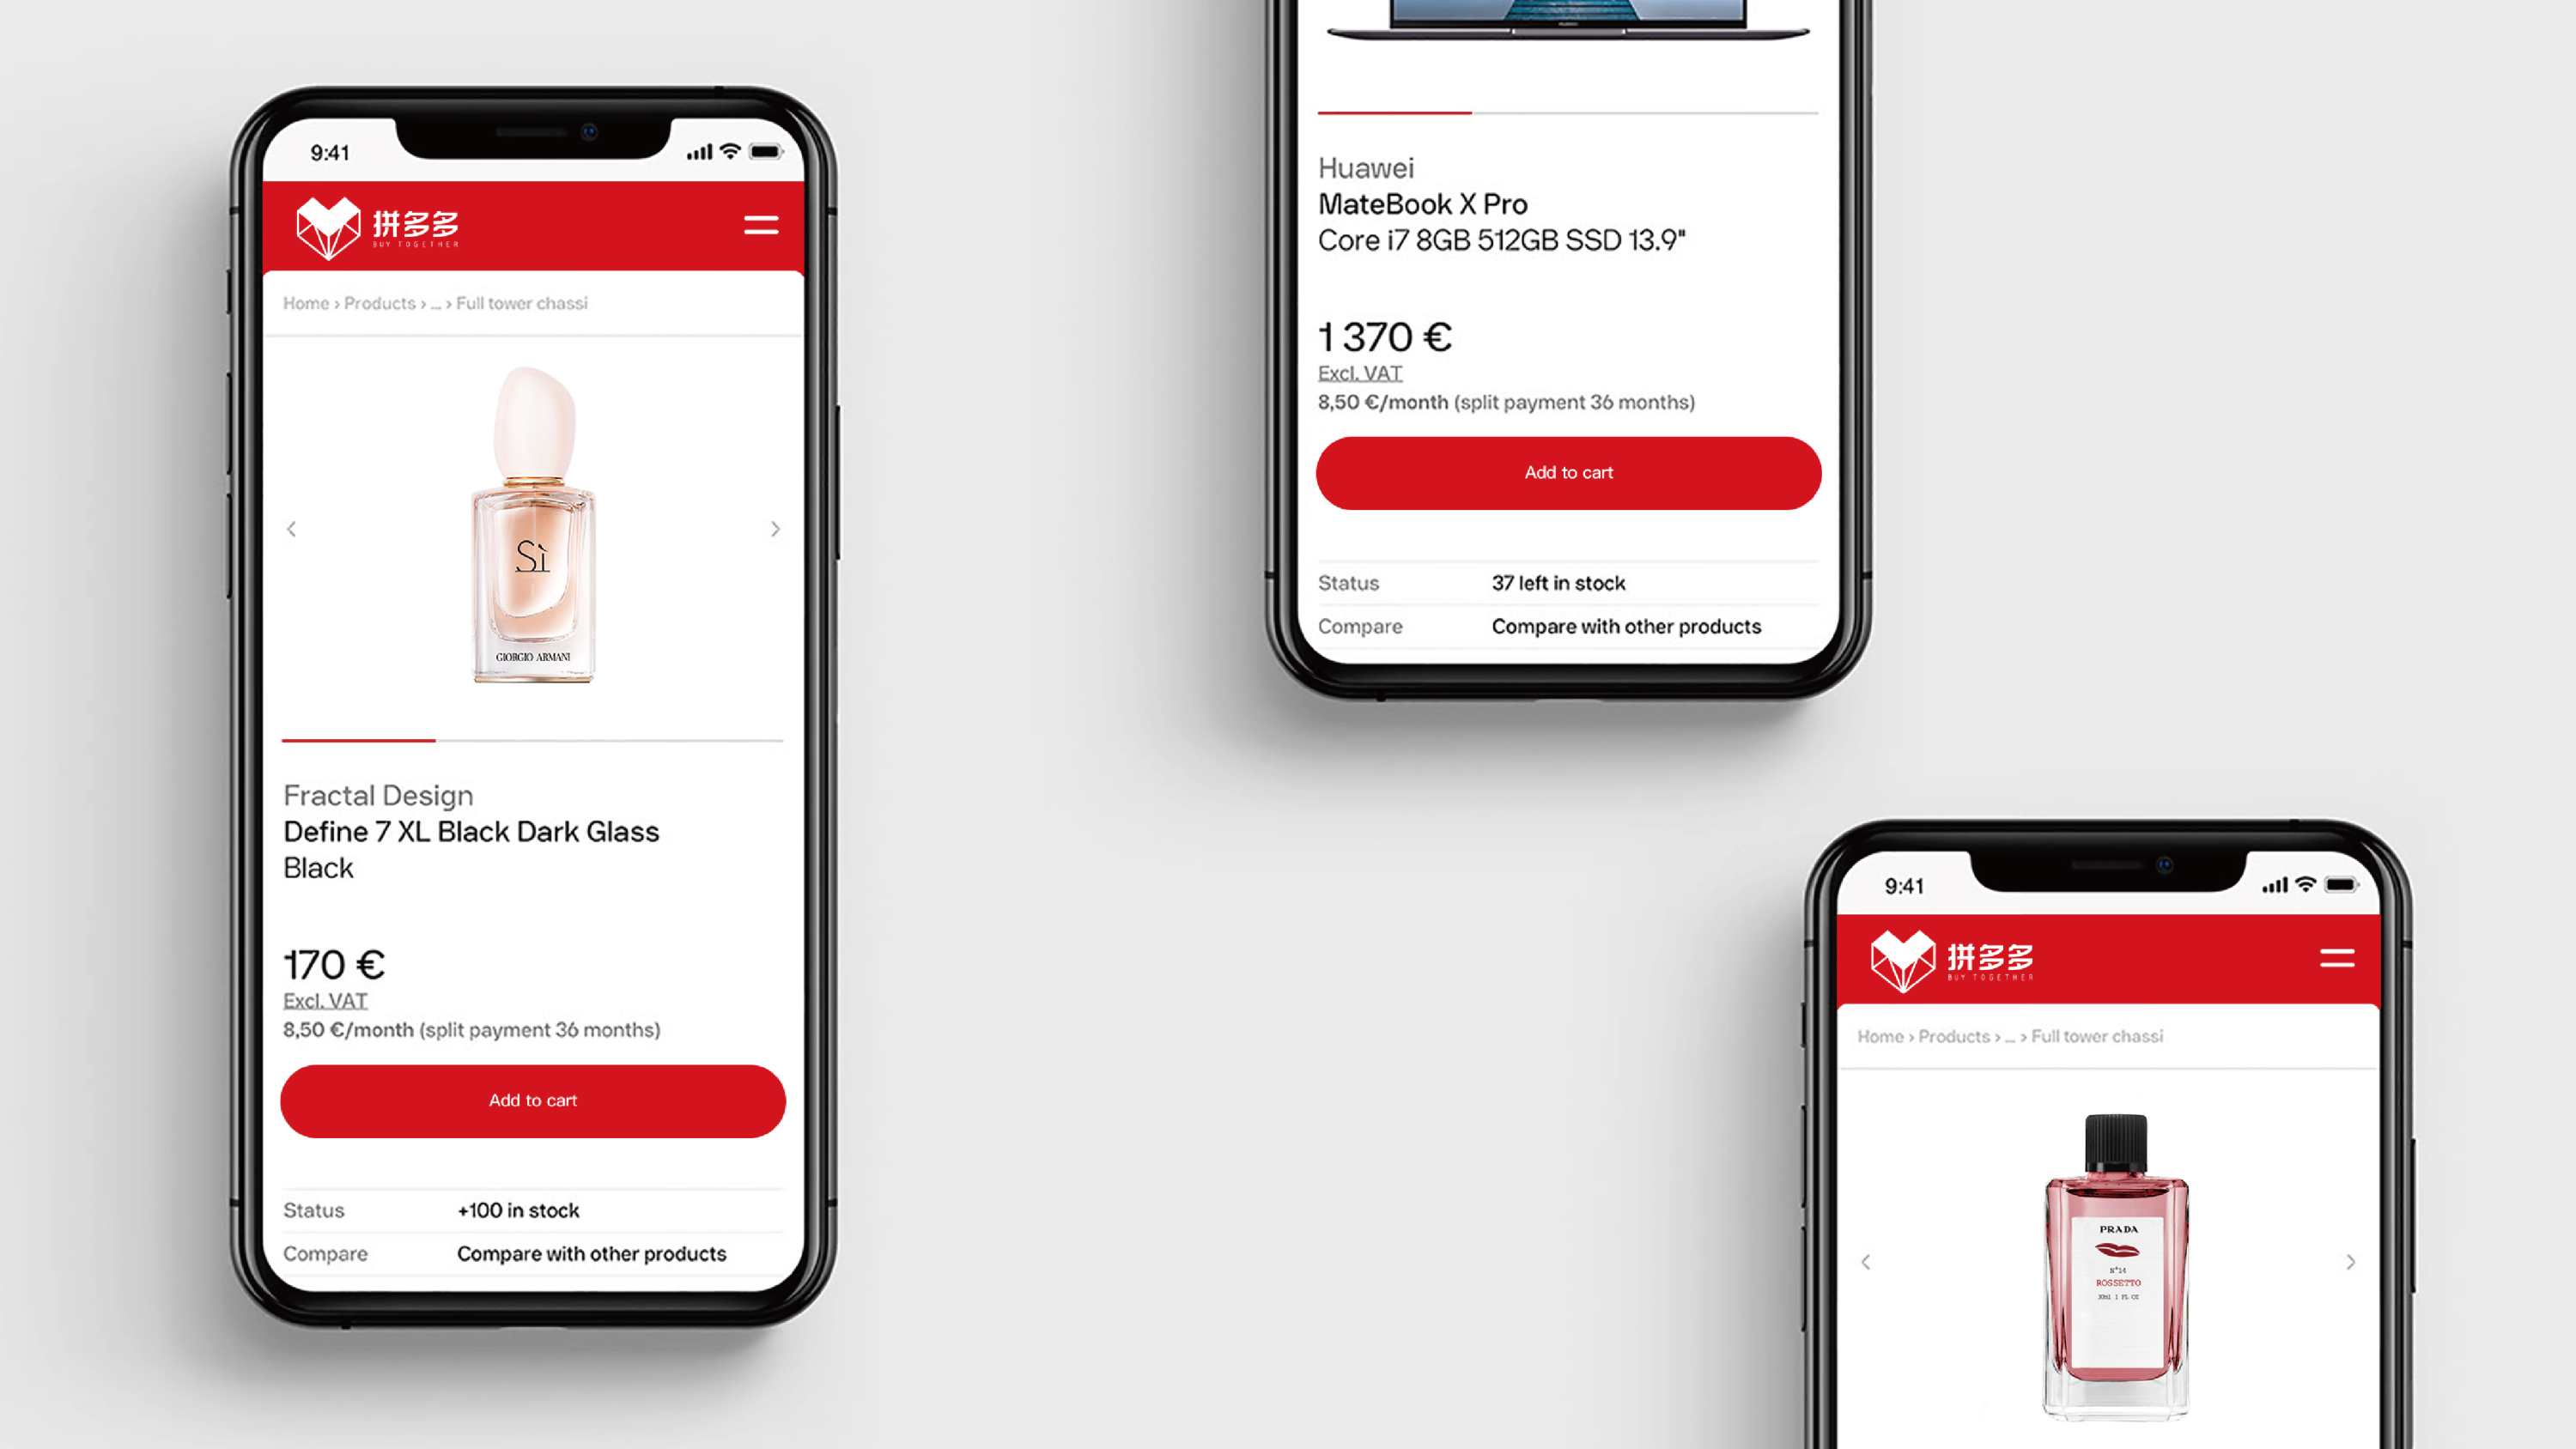 9:41
拼多多
BUY TOGETHER
Home › Products › ... › Full tower chassi
Sì
GIORGIO ARMANI
Fractal Design
Define 7 XL Black Dark Glass
Black
170 €
Excl. VAT
8,50 €/month (split payment 36 months)
Add to cart
Status +100 in stock
Compare Compare with other products
HUAWEI
Huawei
MateBook X Pro
Core i7 8GB 512GB SSD 13.9"
1 370 €
Excl. VAT
8,50 €/month (split payment 36 months)
Add to cart
Status 37 left in stock
Compare Compare with other products
9:41
拼多多
BUY TOGETHER
Home › Products › ... › Full tower chassi
PRADA
N°14
ROSSETTO
30ml 1 FL OZ